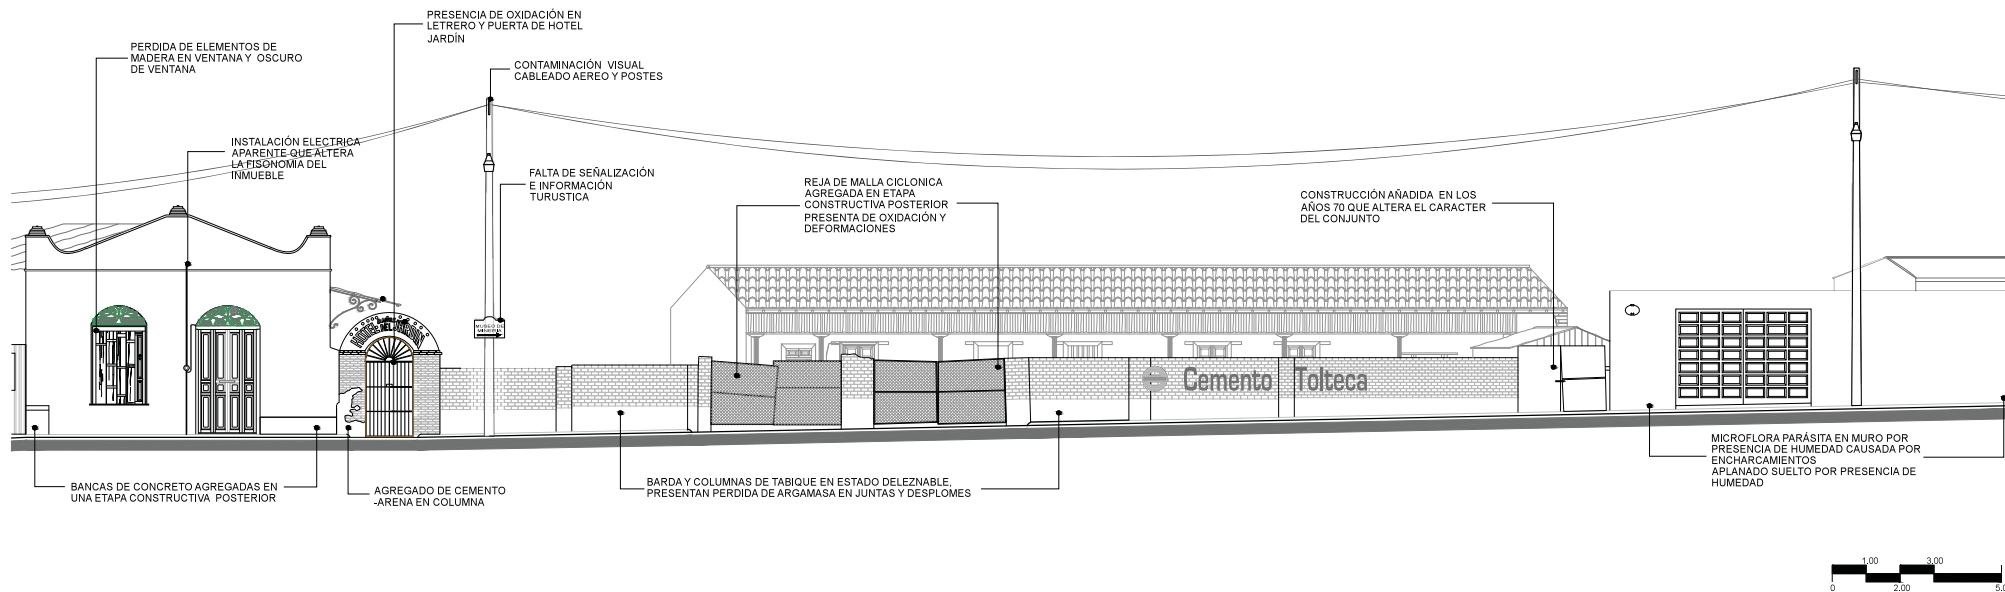 PRESENCIA DE OXIDACIÓN EN
LETRERO Y PUERTA DE HOTEL
JARDÍN
PERDIDA DE ELEMENTOS DE
MADERA EN VENTANA Y OSCURO
DE VENTANA
CONTAMINACIÓN VISUAL
CABLEADO AEREO Y POSTES
INSTALACIÓN ELECTRICA
APARENTE QUE ALTERA
LA FISONOMIA DEL
INMUEBLE
FALTA DE SEÑALIZACIÓN
E INFORMACIÓN
TURUSTICA
REJA DE MALLA CICLONICA
AGREGADA EN ETAPA
CONSTRUCTIVA POSTERIOR
PRESENTA DE OXIDACIÓN Y
DEFORMACIONES
CONSTRUCCIÓN AÑADIDA EN LOS
AÑOS 70 QUE ALTERA EL CARACTER
DEL CONJUNTO
HOTEL DEL JARDIN
MUSEO DE
MINERIA
Cemento Tolteca
BANCAS DE CONCRETO AGREGADAS EN
UNA ETAPA CONSTRUCTIVA POSTERIOR
AGREGADO DE CEMENTO
-ARENA EN COLUMNA
BARDA Y COLUMNAS DE TABIQUE EN ESTADO DELEZNABLE,
PRESENTAN PERDIDA DE ARGAMASA EN JUNTAS Y DESPLOMES
MICROFLORA PARÁSITA EN MURO POR
PRESENCIA DE HUMEDAD CAUSADA POR
ENCHARCAMIENTOS
APLANADO SUELTO POR PRESENCIA DE
HUMEDAD
1.00 3.00
0 2.00 5.0